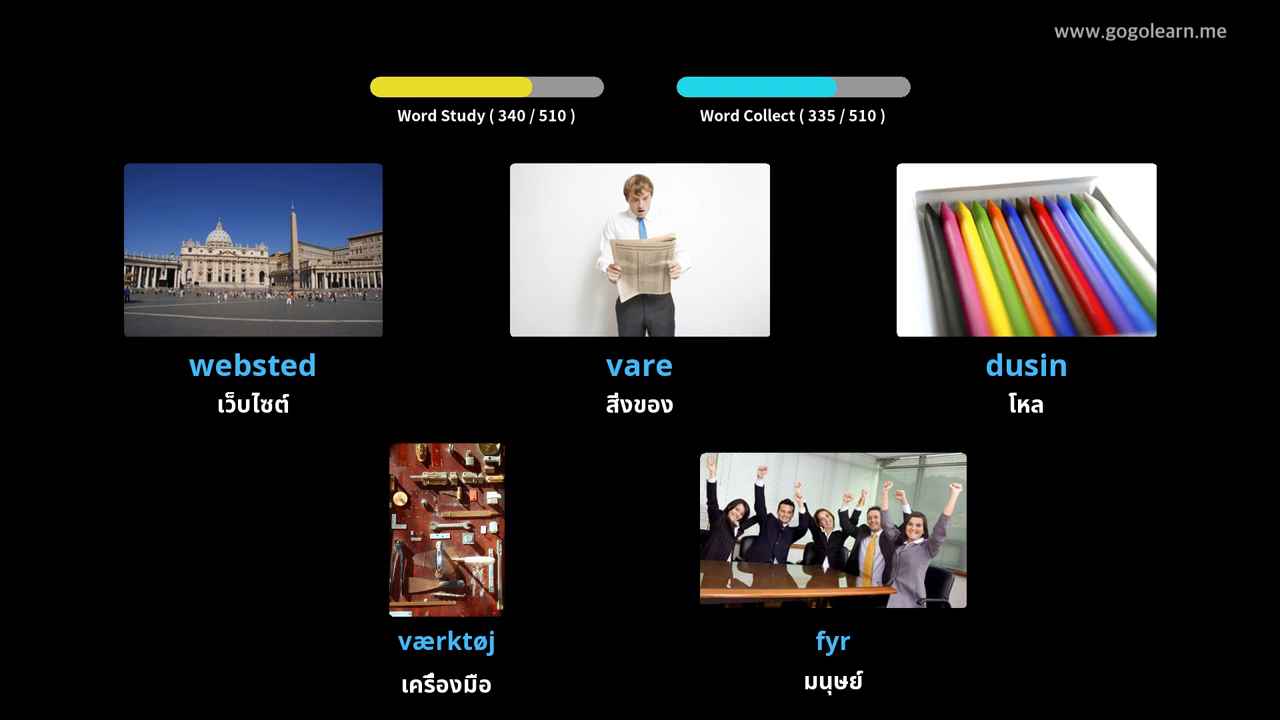 www.gogolearn.me
Word Study ( 340 / 510 )
Word Collect ( 335 / 510 )
websted
เว็บไซต์
vare
สิ่งของ
dusin
โหล
værktøj
เครื่องมือ
fyr
มนุษย์